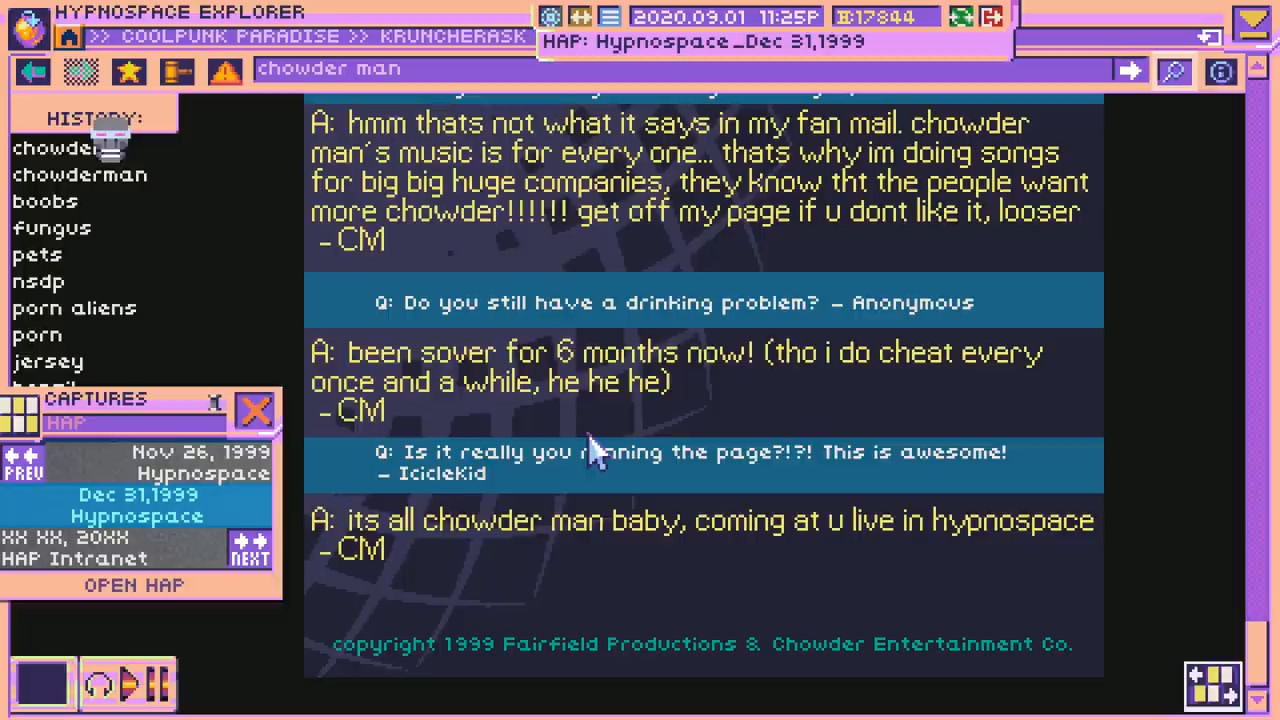 HYPNOSPACE EXPLORER
2020.09.01 11:25P
17844
>> COOLPUNK PARADISE >> KRUNCHERASK
HAP: Hypnospace_Dec 31,1999
chowder man
HISTORY:
A: hmm thats not what it says in my fan mail. chowder
man's music is for every one... thats why im doing songs
for big big huge companies, they know tht the people want
more chowder!!!!!! get off my page if u dont like it, looser
- CM
chowder
chowderman
boobs
fungus
pets
nsdp
porn aliens
porn
jersey
Q: Do you still have a drinking problem? - Anonymous
A: been sover for 6 months now! (tho i do cheat every
once and a while, he he he)
- CM
Q: Is it really you running the page?!?! This is awesome!
- IcicleKid
A: its all chowder man baby, coming at u live in hypnospace
- CM
copyright 1999 Fairfield Productions & Chowder Entertainment Co.
CAPTURES
HAP
PREV
Nov 26, 1999
Hypnospace
Dec 31,1999
Hypnospace
XX XX, 20XX
HAP Intranet
NEXT
OPEN HAP